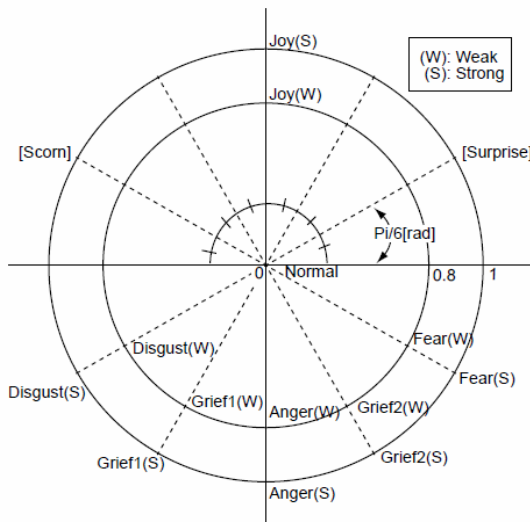 Joy(S)
(W): Weak
(S): Strong
Joy(W)
[Scorn]
[Surprise]
Pi/6[rad]
0
Normal
0.8
1
Disgust(W)
Fear(W)
Disgust(S)
Fear(S)
Grief1(W)
Anger(W)
Grief2(W)
Grief1(S)
Grief2(S)
Anger(S)